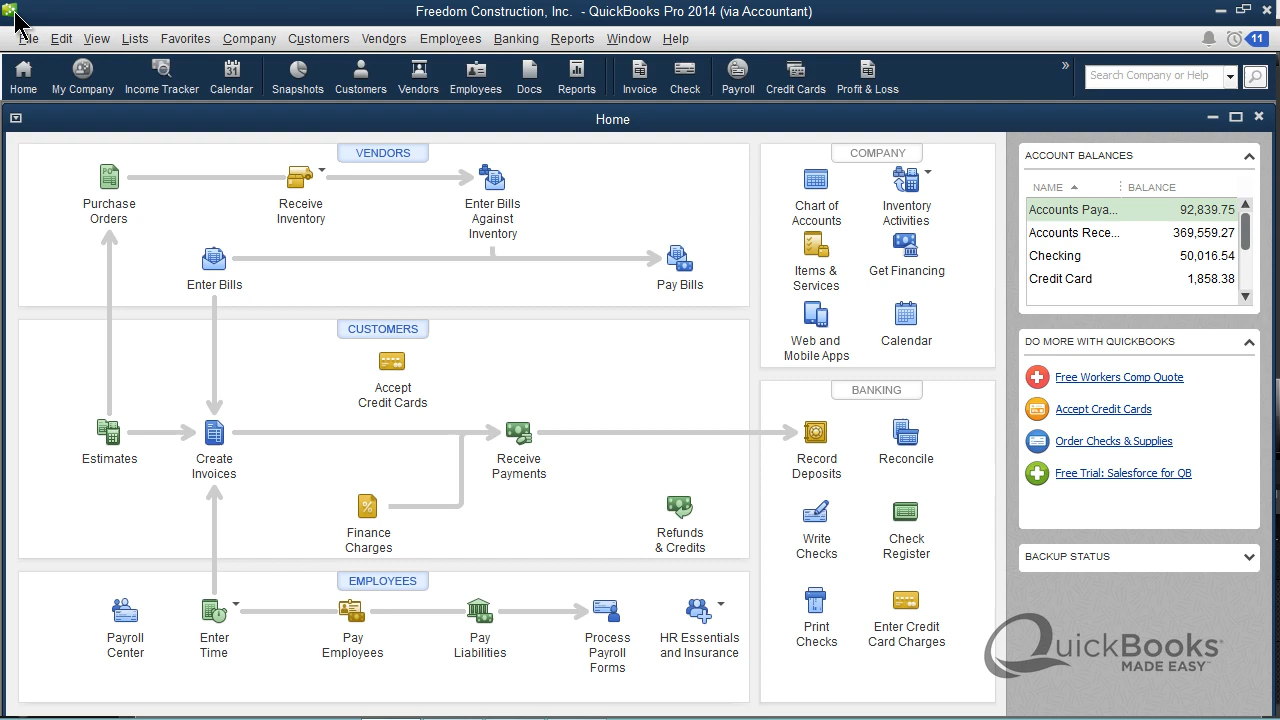 Freedom Construction, Inc. - QuickBooks Pro 2014 (via Accountant)
File Edit View Lists Favorites Company Customers Vendors Employees Banking Reports Window Help 11
31
Home My Company Income Tracker Calendar Snapshots Customers Vendors Employees Docs Reports Invoice Check Payroll Credit Cards Profit & Loss » Search Company or Help
Home
VENDORS
Purchase
Orders
Receive
Inventory
Enter Bills
Against
Inventory
Enter Bills
Pay Bills
CUSTOMERS
Accept
Credit Cards
Estimates
Create
Invoices
Receive
Payments
Finance
Charges
Refunds
& Credits
EMPLOYEES
Payroll
Center
Enter
Time
Pay
Employees
Pay
Liabilities
Process
Payroll
Forms
HR Essentials
and Insurance
COMPANY
Chart of
Accounts
Inventory
Activities
Items &
Services
Get Financing
Web and
Mobile Apps
Calendar
BANKING
Record
Deposits
Reconcile
Write
Checks
Check
Register
Print
Checks
Enter Credit
Card Charges
ACCOUNT BALANCES
NAME BALANCE
Accounts Paya... 92,839.75
Accounts Rece... 369,559.27
Checking 50,016.54
Credit Card 1,858.38
DO MORE WITH QUICKBOOKS
Free Workers Comp Quote
Accept Credit Cards
Order Checks & Supplies
Free Trial: Salesforce for QB
BACKUP STATUS
QuickBooks®
MADE EASY™